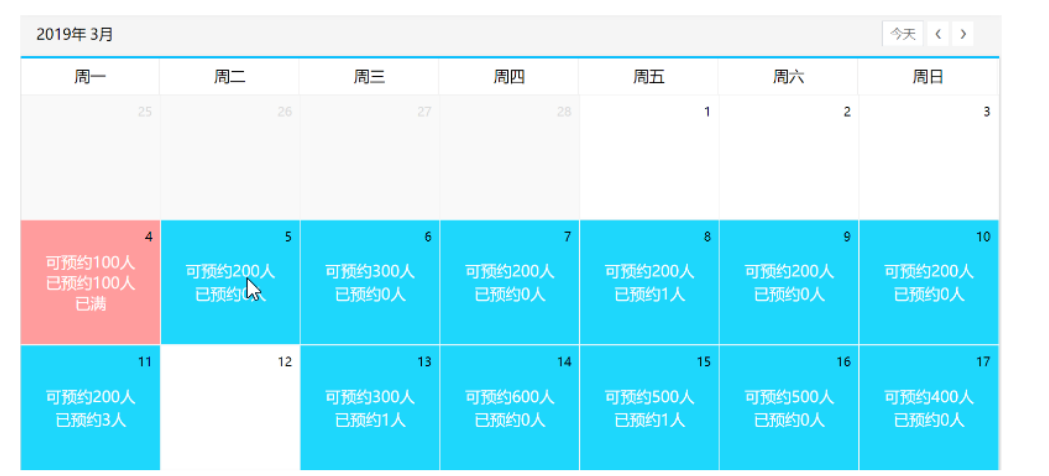 2019年 3月 今天 < >
周一 周二 周三 周四 周五 周六 周日
25 26 27 28 1 2 3
4 5 6 7 8 9 10
可预约100人 可预约200人 可预约300人 可预约200人 可预约200人 可预约200人 可预约200人
已预约100人 已预约0人 已预约0人 已预约0人 已预约1人 已预约0人 已预约0人
已满
11 12 13 14 15 16 17
可预约200人 可预约300人 可预约600人 可预约500人 可预约500人 可预约400人
已预约3人 已预约1人 已预约0人 已预约1人 已预约0人 已预约0人